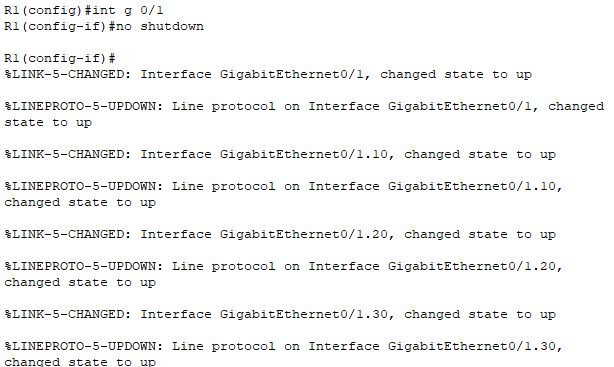 R1(config)#int g 0/1
R1(config-if)#no shutdown
R1(config-if)#
%LINK-5-CHANGED: Interface GigabitEthernet0/1, changed state to up
%LINEPROTO-5-UPDOWN: Line protocol on Interface GigabitEthernet0/1, changed
state to up
%LINK-5-CHANGED: Interface GigabitEthernet0/1.10, changed state to up
%LINEPROTO-5-UPDOWN: Line protocol on Interface GigabitEthernet0/1.10,
changed state to up
%LINK-5-CHANGED: Interface GigabitEthernet0/1.20, changed state to up
%LINEPROTO-5-UPDOWN: Line protocol on Interface GigabitEthernet0/1.20,
changed state to up
%LINK-5-CHANGED: Interface GigabitEthernet0/1.30, changed state to up
%LINEPROTO-5-UPDOWN: Line protocol on Interface GigabitEthernet0/1.30,
changed state to up